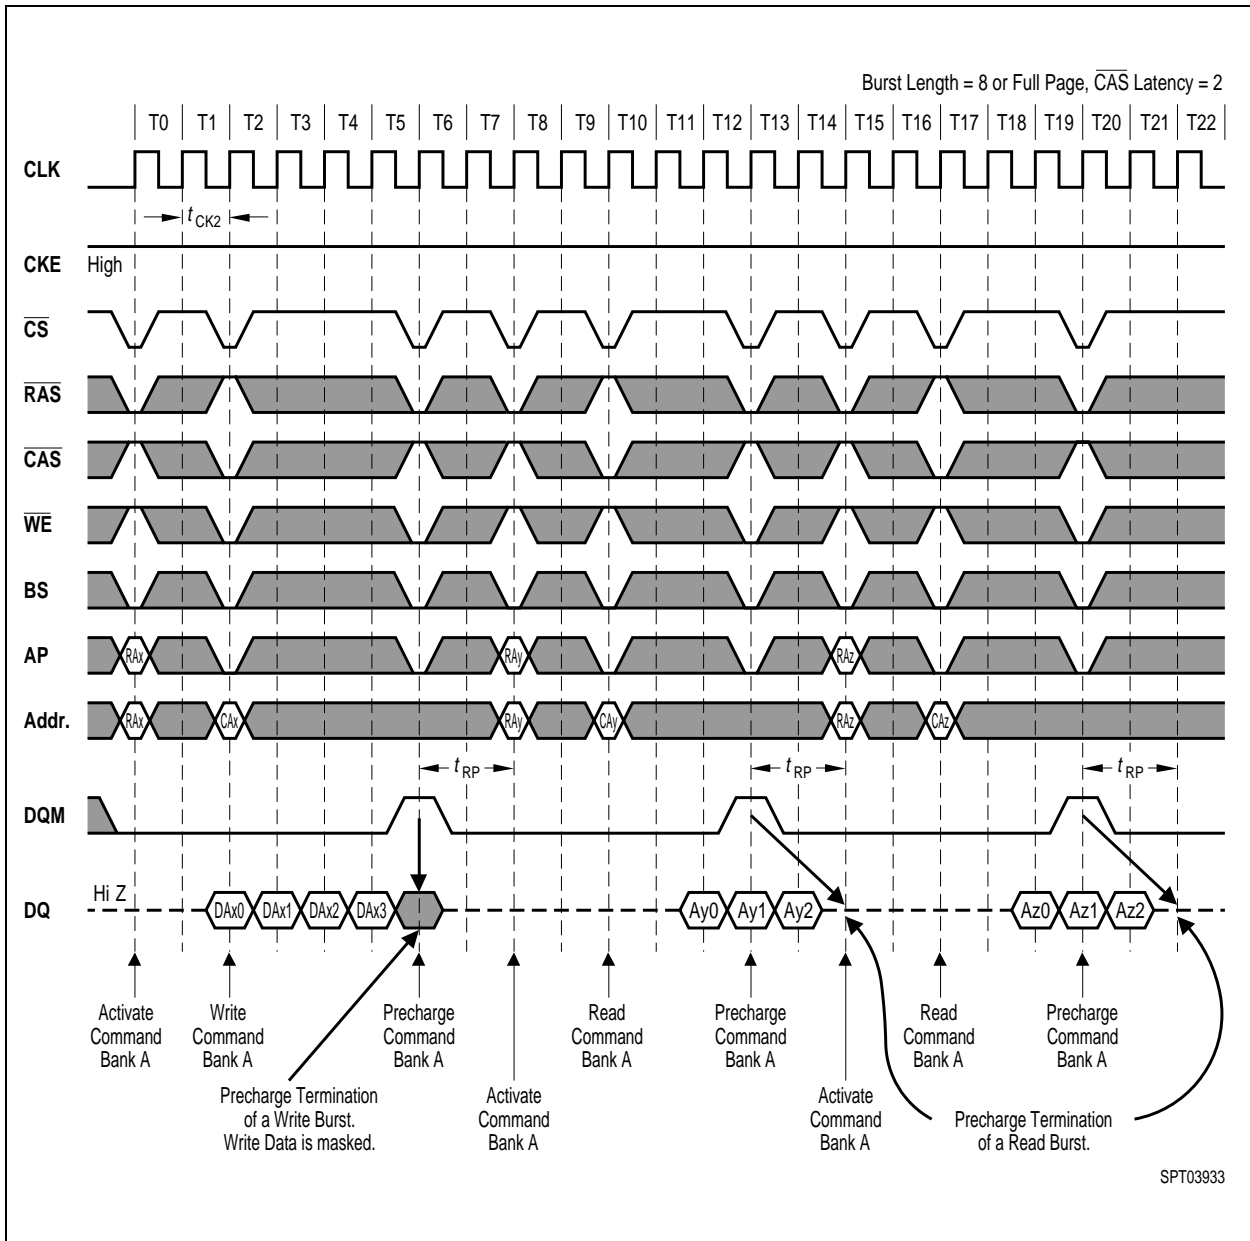 Burst Length = 8 or Full Page, CAS Latency = 2
T0 T1 T2 T3 T4 T5 T6 T7 T8 T9 T10 T11 T12 T13 T14 T15 T16 T17 T18 T19 T20 T21 T22
CLK
t CK2
CKE High
CS
RAS
CAS
WE
BS
AP RAx RAy RAz
Addr. RAx CAx RAy CAy RAz CAz
t RP t RP t RP
DQM
Hi Z
DQ DAx0 DAx1 DAx2 DAx3 Ay0 Ay1 Ay2 Az0 Az1 Az2
Activate
Command
Bank A
Write
Command
Bank A
Precharge
Command
Bank A
Read
Command
Bank A
Precharge
Command
Bank A
Read
Command
Bank A
Precharge
Command
Bank A
Precharge Termination
of a Write Burst.
Write Data is masked.
Activate
Command
Bank A
Activate
Command
Bank A
Precharge Termination
of a Read Burst.
SPT03933